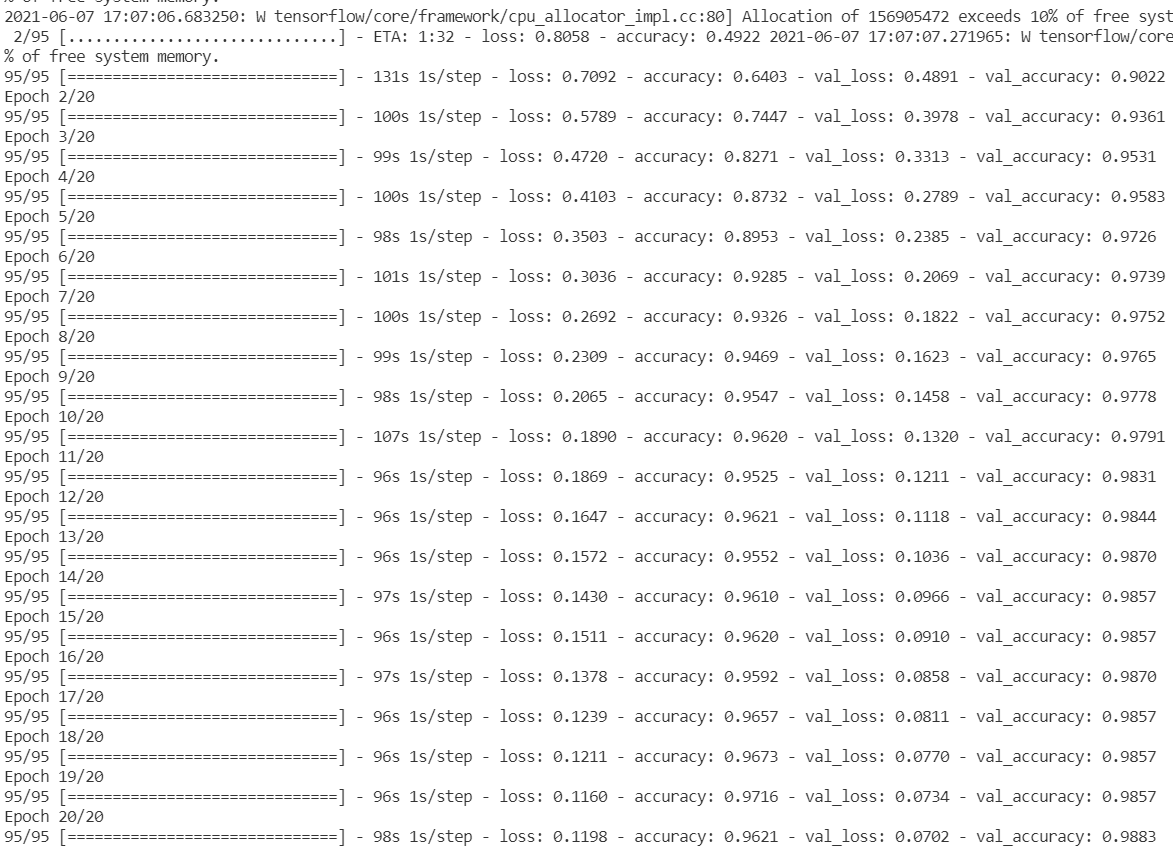 % of free system memory.
2021-06-07 17:07:06.683250: W tensorflow/core/framework/cpu_allocator_impl.cc:80] Allocation of 156905472 exceeds 10% of free syst
2/95 [..............................] - ETA: 1:32 - loss: 0.8058 - accuracy: 0.4922 2021-06-07 17:07:07.271965: W tensorflow/core
% of free system memory.
95/95 [==============================] - 131s 1s/step - loss: 0.7092 - accuracy: 0.6403 - val_loss: 0.4891 - val_accuracy: 0.9022
Epoch 2/20
95/95 [==============================] - 100s 1s/step - loss: 0.5789 - accuracy: 0.7447 - val_loss: 0.3978 - val_accuracy: 0.9361
Epoch 3/20
95/95 [==============================] - 99s 1s/step - loss: 0.4720 - accuracy: 0.8271 - val_loss: 0.3313 - val_accuracy: 0.9531
Epoch 4/20
95/95 [==============================] - 100s 1s/step - loss: 0.4103 - accuracy: 0.8732 - val_loss: 0.2789 - val_accuracy: 0.9583
Epoch 5/20
95/95 [==============================] - 98s 1s/step - loss: 0.3503 - accuracy: 0.8953 - val_loss: 0.2385 - val_accuracy: 0.9726
Epoch 6/20
95/95 [==============================] - 101s 1s/step - loss: 0.3036 - accuracy: 0.9285 - val_loss: 0.2069 - val_accuracy: 0.9739
Epoch 7/20
95/95 [==============================] - 100s 1s/step - loss: 0.2692 - accuracy: 0.9326 - val_loss: 0.1822 - val_accuracy: 0.9752
Epoch 8/20
95/95 [==============================] - 99s 1s/step - loss: 0.2309 - accuracy: 0.9469 - val_loss: 0.1623 - val_accuracy: 0.9765
Epoch 9/20
95/95 [==============================] - 98s 1s/step - loss: 0.2065 - accuracy: 0.9547 - val_loss: 0.1458 - val_accuracy: 0.9778
Epoch 10/20
95/95 [==============================] - 107s 1s/step - loss: 0.1890 - accuracy: 0.9620 - val_loss: 0.1320 - val_accuracy: 0.9791
Epoch 11/20
95/95 [==============================] - 96s 1s/step - loss: 0.1869 - accuracy: 0.9525 - val_loss: 0.1211 - val_accuracy: 0.9831
Epoch 12/20
95/95 [==============================] - 96s 1s/step - loss: 0.1647 - accuracy: 0.9621 - val_loss: 0.1118 - val_accuracy: 0.9844
Epoch 13/20
95/95 [==============================] - 96s 1s/step - loss: 0.1572 - accuracy: 0.9552 - val_loss: 0.1036 - val_accuracy: 0.9870
Epoch 14/20
95/95 [==============================] - 97s 1s/step - loss: 0.1430 - accuracy: 0.9610 - val_loss: 0.0966 - val_accuracy: 0.9857
Epoch 15/20
95/95 [==============================] - 96s 1s/step - loss: 0.1511 - accuracy: 0.9620 - val_loss: 0.0910 - val_accuracy: 0.9857
Epoch 16/20
95/95 [==============================] - 97s 1s/step - loss: 0.1378 - accuracy: 0.9592 - val_loss: 0.0858 - val_accuracy: 0.9870
Epoch 17/20
95/95 [==============================] - 96s 1s/step - loss: 0.1239 - accuracy: 0.9657 - val_loss: 0.0811 - val_accuracy: 0.9857
Epoch 18/20
95/95 [==============================] - 96s 1s/step - loss: 0.1211 - accuracy: 0.9673 - val_loss: 0.0770 - val_accuracy: 0.9857
Epoch 19/20
95/95 [==============================] - 96s 1s/step - loss: 0.1160 - accuracy: 0.9716 - val_loss: 0.0734 - val_accuracy: 0.9857
Epoch 20/20
95/95 [==============================] - 98s 1s/step - loss: 0.1198 - accuracy: 0.9621 - val_loss: 0.0702 - val_accuracy: 0.9883